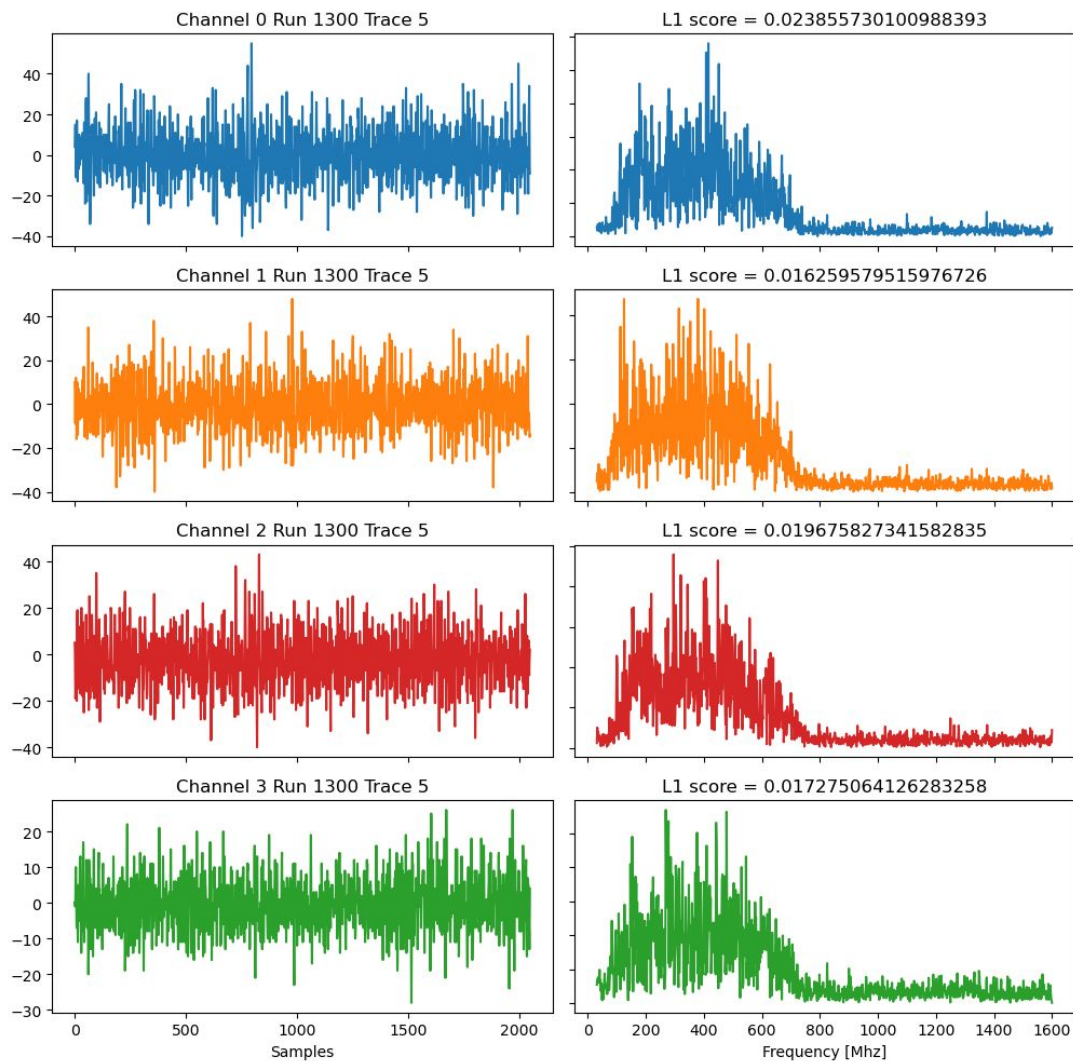 Channel 0 Run 1300 Trace 5
L1 score = 0.023855730100988393
40
20
0
−20
−40
Channel 1 Run 1300 Trace 5
L1 score = 0.016259579515976726
40
20
0
−20
−40
Channel 2 Run 1300 Trace 5
L1 score = 0.019675827341582835
40
20
0
−20
−40
Channel 3 Run 1300 Trace 5
L1 score = 0.017275064126283258
20
10
0
−10
−20
−30
0 500 1000 1500 2000
0 200 400 600 800 1000 1200 1400 1600
Samples
Frequency [Mhz]